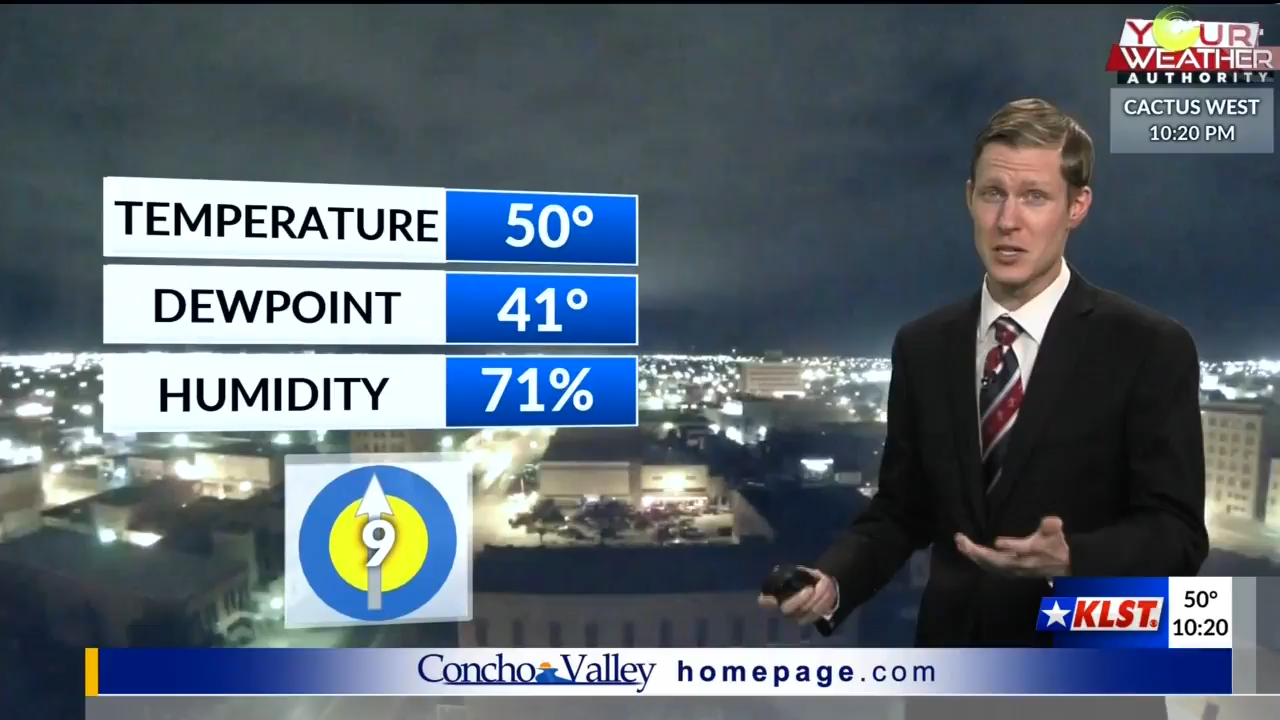 YOUR
WEATHER
AUTHORITY
CACTUS WEST
10:20 PM
TEMPERATURE 50°
DEWPOINT 41°
HUMIDITY 71%
9
KLST
50°
10:20
Concho Valley homepage.com